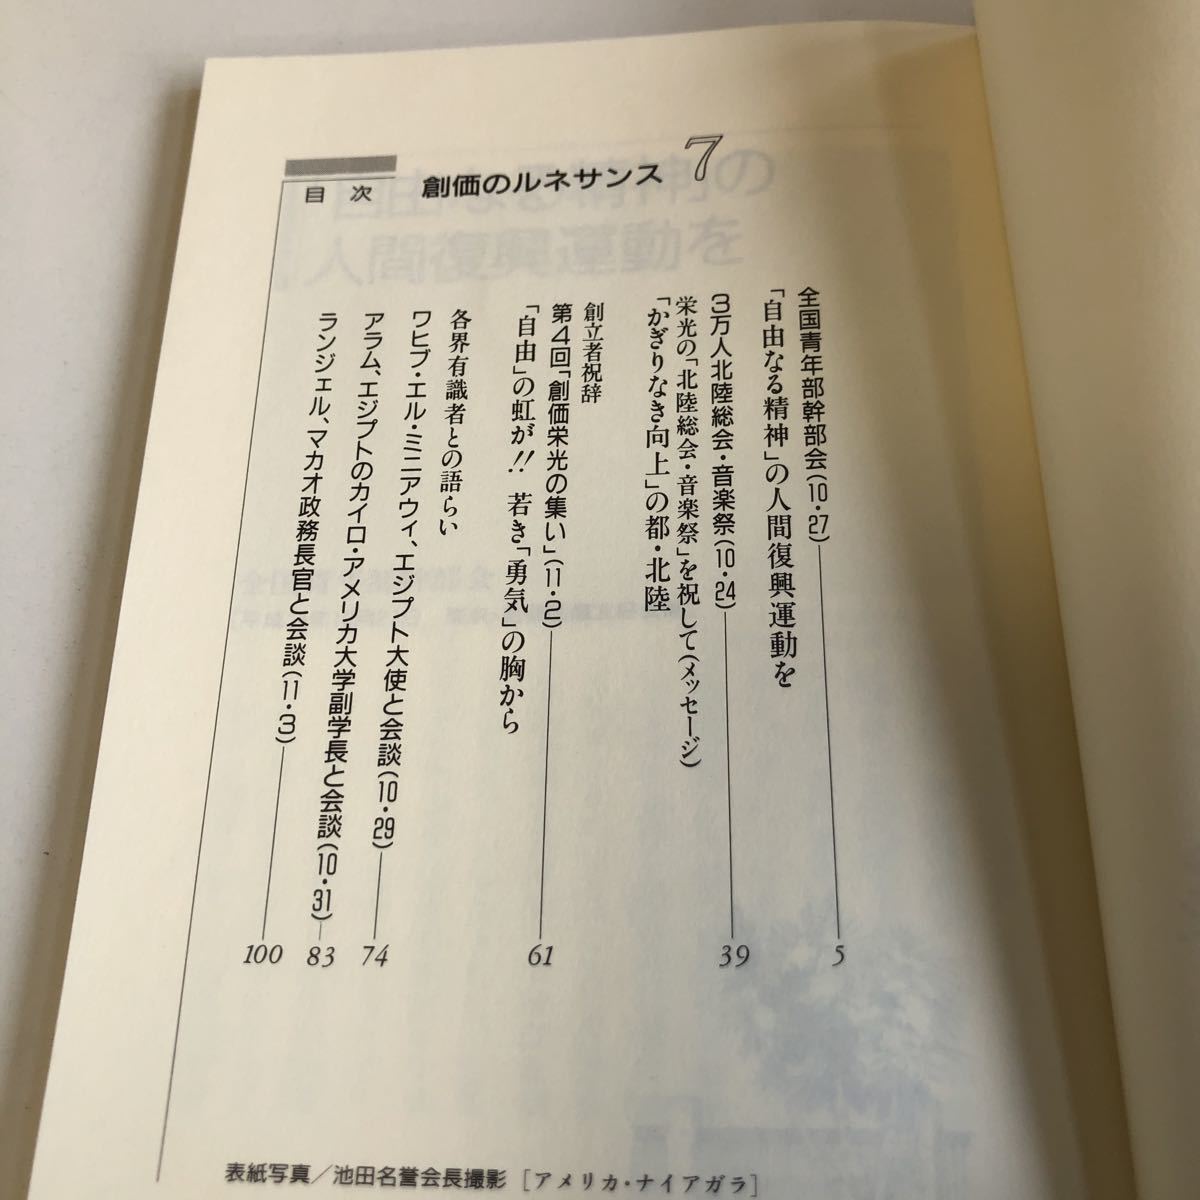 目次
創価のルネサンス 7
全国青年部幹部会(10・27) 5
「自由なる精神」の人間復興運動を
3万人北陸総会・音楽祭(10・24) 39
栄光の「北陸総会・音楽祭」を祝して(メッセージ)
「かぎりなき向上」の都・北陸
創立者祝辞
第4回「創価栄光の集い」(11・2) 61
「自由」の虹が!! 若き「勇気」の胸から
各界有識者との語らい
ワヒブ・エル・ミニアウィ、エジプト大使と会談(10・29) 74
アラム、エジプトのカイロ・アメリカ大学副学長と会談(10・31) 83
ランジェル、マカオ政務長官と会談(11・3) 100
表紙写真/池田名誉会長撮影[アメリカ・ナイアガラ]